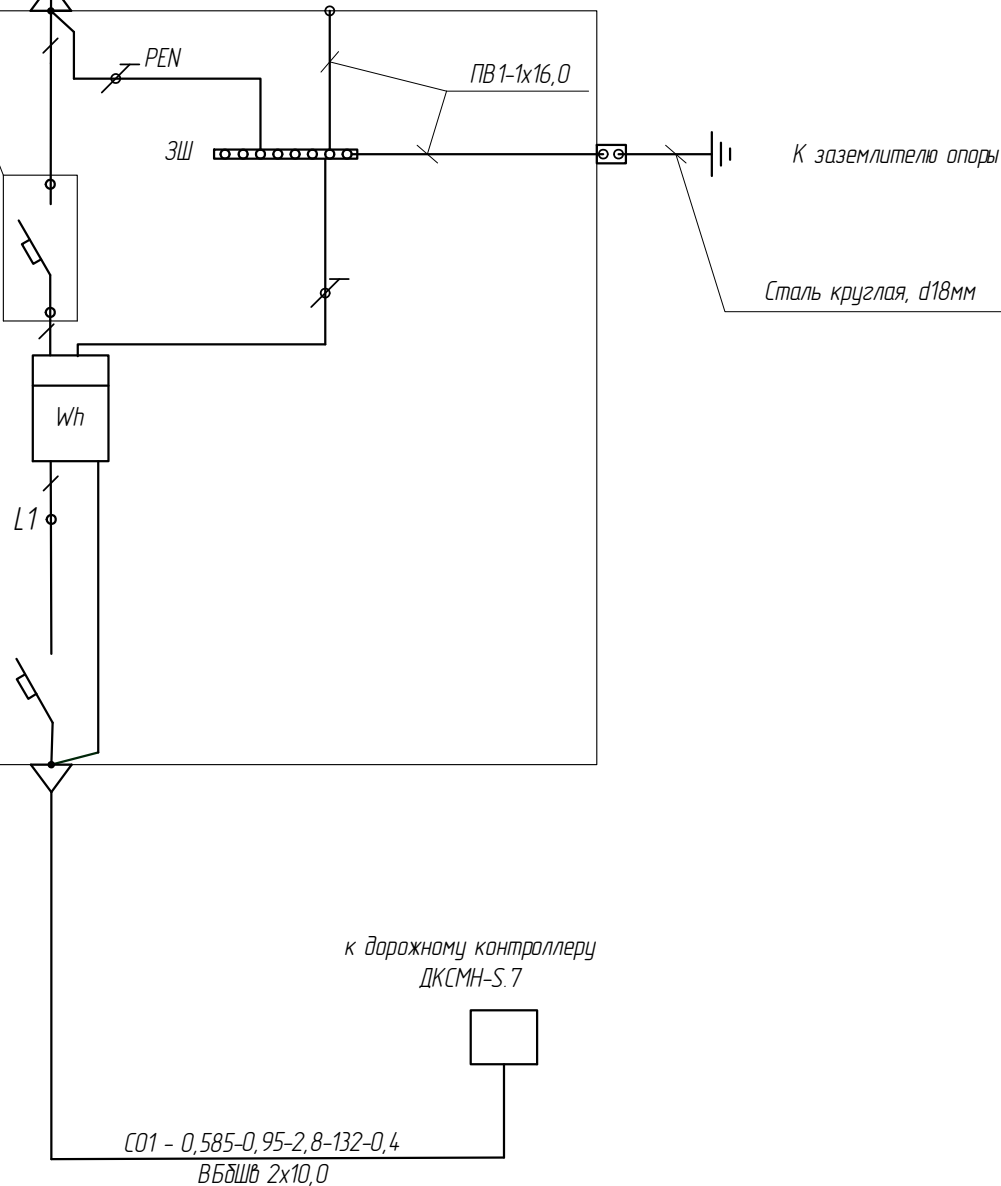 PEN
ПВ1-1х16,0
ЗШ
К заземлителю опоры
Сталь круглая, d18мм
Wh
L1
к дорожному контроллеру
ДКСМН-S.7
СО1 - 0,585-0,95-2,8-132-0,4
ВБбШв 2х10,0